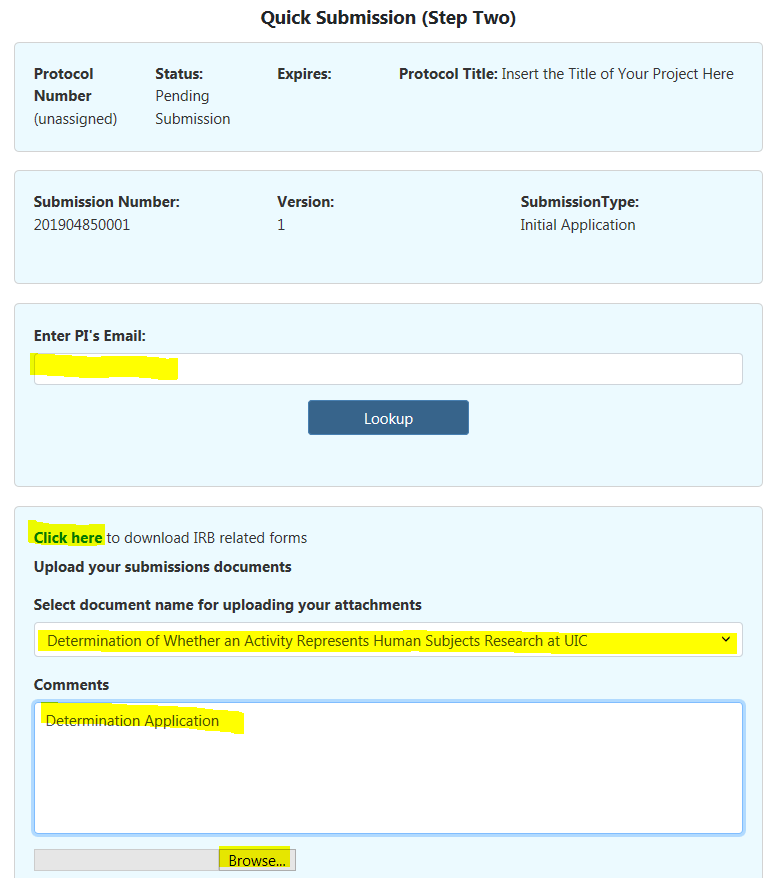 Quick Submission (Step Two)
Protocol Number (unassigned)
Status: Pending Submission
Expires:
Protocol Title: Insert the Title of Your Project Here
Submission Number: 201904850001
Version: 1
SubmissionType: Initial Application
Enter PI's Email:
Lookup
Click here to download IRB related forms
Upload your submissions documents
Select document name for uploading your attachments
Determination of Whether an Activity Represents Human Subjects Research at UIC
Comments
Determination Application
Browse...